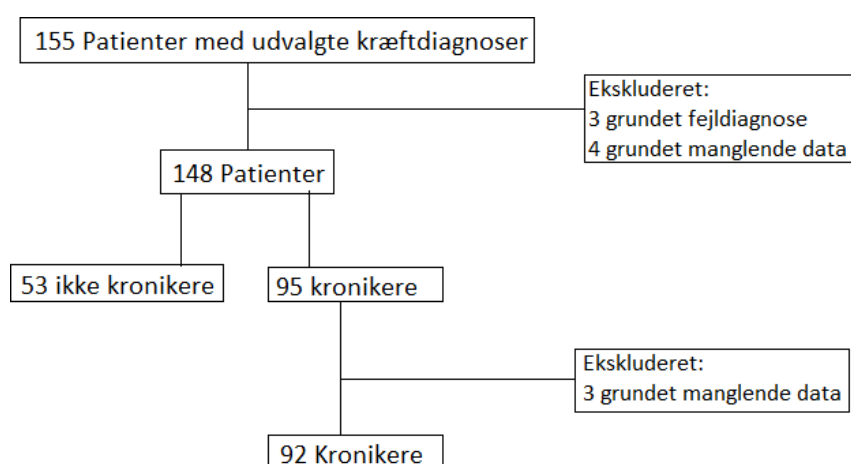 155 Patienter med udvalgte kræftdiagnoser
Ekskluderet:
3 grundet fejldiagnose
4 grundet manglende data
148 Patienter
53 ikke kronikere
95 kronikere
Ekskluderet:
3 grundet manglende data
92 Kronikere